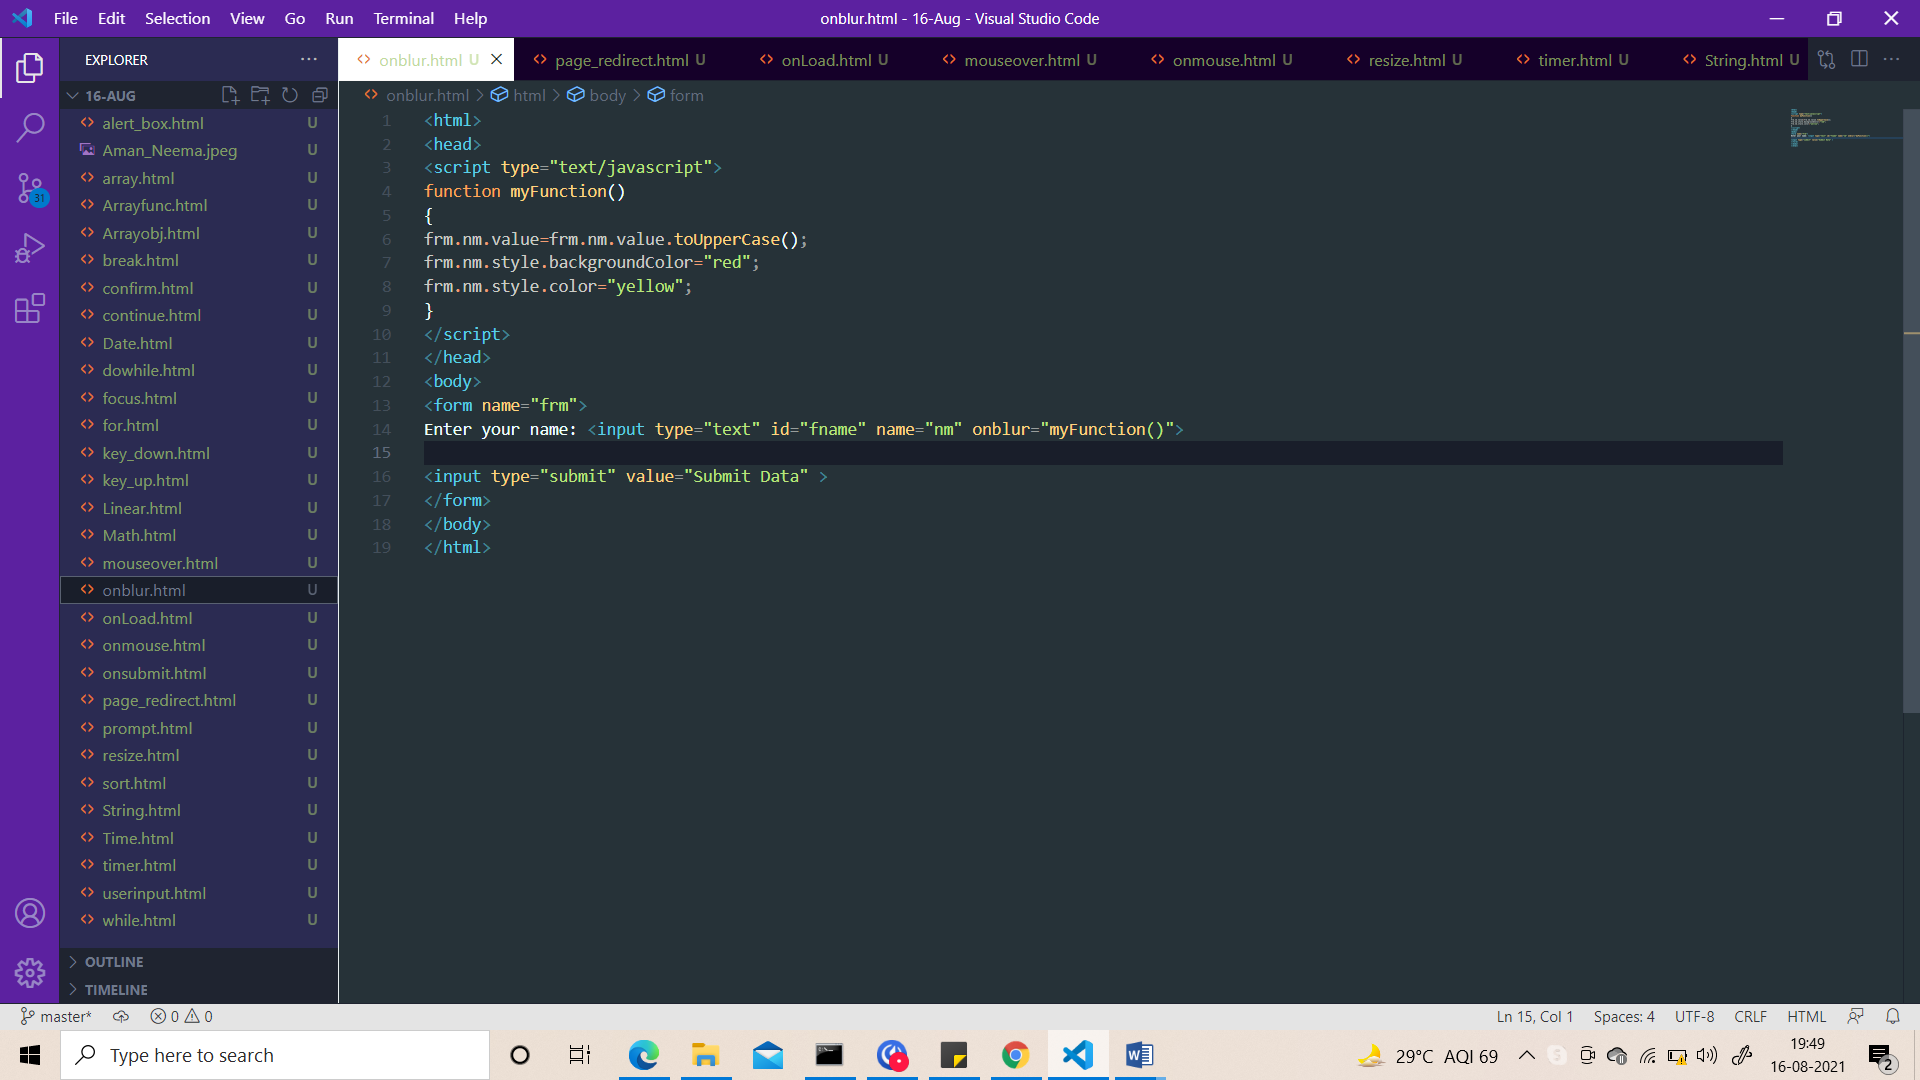 File Edit Selection View Go Run Terminal Help
onblur.html - 16-Aug - Visual Studio Code
EXPLORER
onblur.html U
page_redirect.html U
onLoad.html U
mouseover.html U
onmouse.html U
resize.html U
timer.html U
String.html U
16-AUG
onblur.html > html > body > form
alert_box.html U
Aman_Neema.jpeg U
array.html U
Arrayfunc.html U
Arrayobj.html U
break.html U
confirm.html U
continue.html U
Date.html U
dowhile.html U
focus.html U
for.html U
key_down.html U
key_up.html U
Linear.html U
Math.html U
mouseover.html U
onblur.html U
onLoad.html U
onmouse.html U
onsubmit.html U
page_redirect.html U
prompt.html U
resize.html U
sort.html U
String.html U
Time.html U
timer.html U
userinput.html U
while.html U
OUTLINE
TIMELINE
31
1 <html>
2 <head>
3 <script type="text/javascript">
4 function myFunction()
5 {
6 frm.nm.value=frm.nm.value.toUpperCase();
7 frm.nm.style.backgroundColor="red";
8 frm.nm.style.color="yellow";
9 }
10 </script>
11 </head>
12 <body>
13 <form name="frm">
14 Enter your name: <input type="text" id="fname" name="nm" onblur="myFunction()">
15
16 <input type="submit" value="Submit Data" >
17 </form>
18 </body>
19 </html>
master* 0 0
Ln 15, Col 1 Spaces: 4 UTF-8 CRLF HTML
Type here to search
29°C AQI 69
19:49
16-08-2021
2